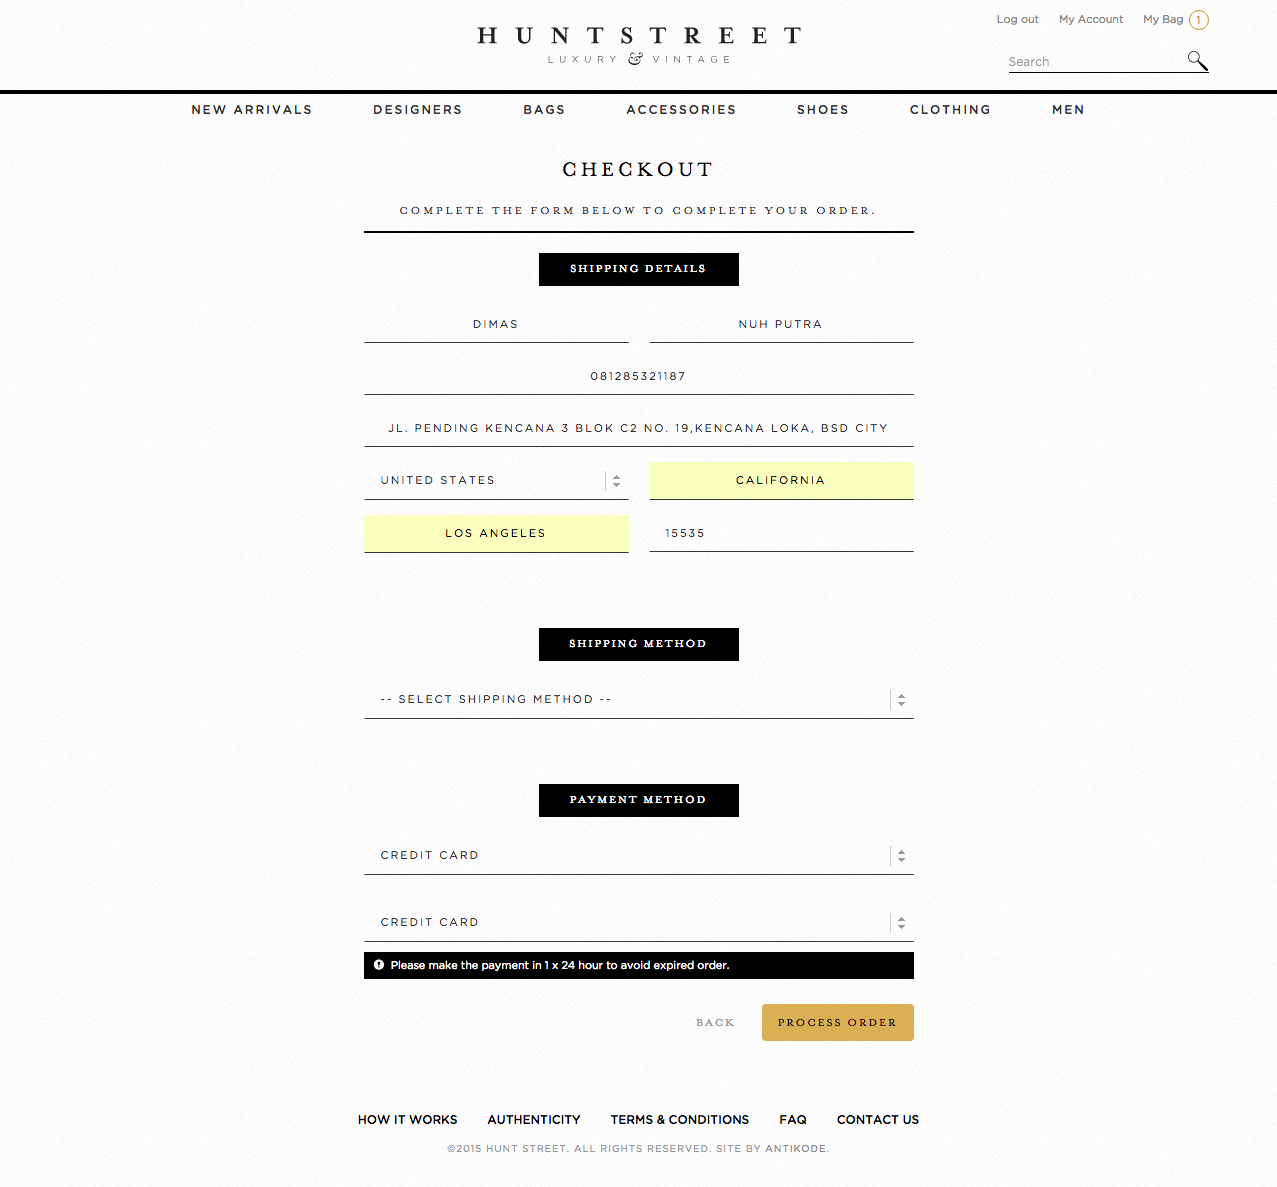 Log out My Account My Bag 1
HUNTSTREET
LUXURY & VINTAGE
Search
NEW ARRIVALS DESIGNERS BAGS ACCESSORIES SHOES CLOTHING MEN
CHECKOUT
COMPLETE THE FORM BELOW TO COMPLETE YOUR ORDER.
SHIPPING DETAILS
DIMAS NUH PUTRA
081285321187
JL. PENDING KENCANA 3 BLOK C2 NO. 19,KENCANA LOKA, BSD CITY
UNITED STATES CALIFORNIA
LOS ANGELES 15535
SHIPPING METHOD
-- SELECT SHIPPING METHOD --
PAYMENT METHOD
CREDIT CARD
CREDIT CARD
Please make the payment in 1 x 24 hour to avoid expired order.
BACK PROCESS ORDER
HOW IT WORKS AUTHENTICITY TERMS & CONDITIONS FAQ CONTACT US
©2015 HUNT STREET. ALL RIGHTS RESERVED. SITE BY ANTIKODE.